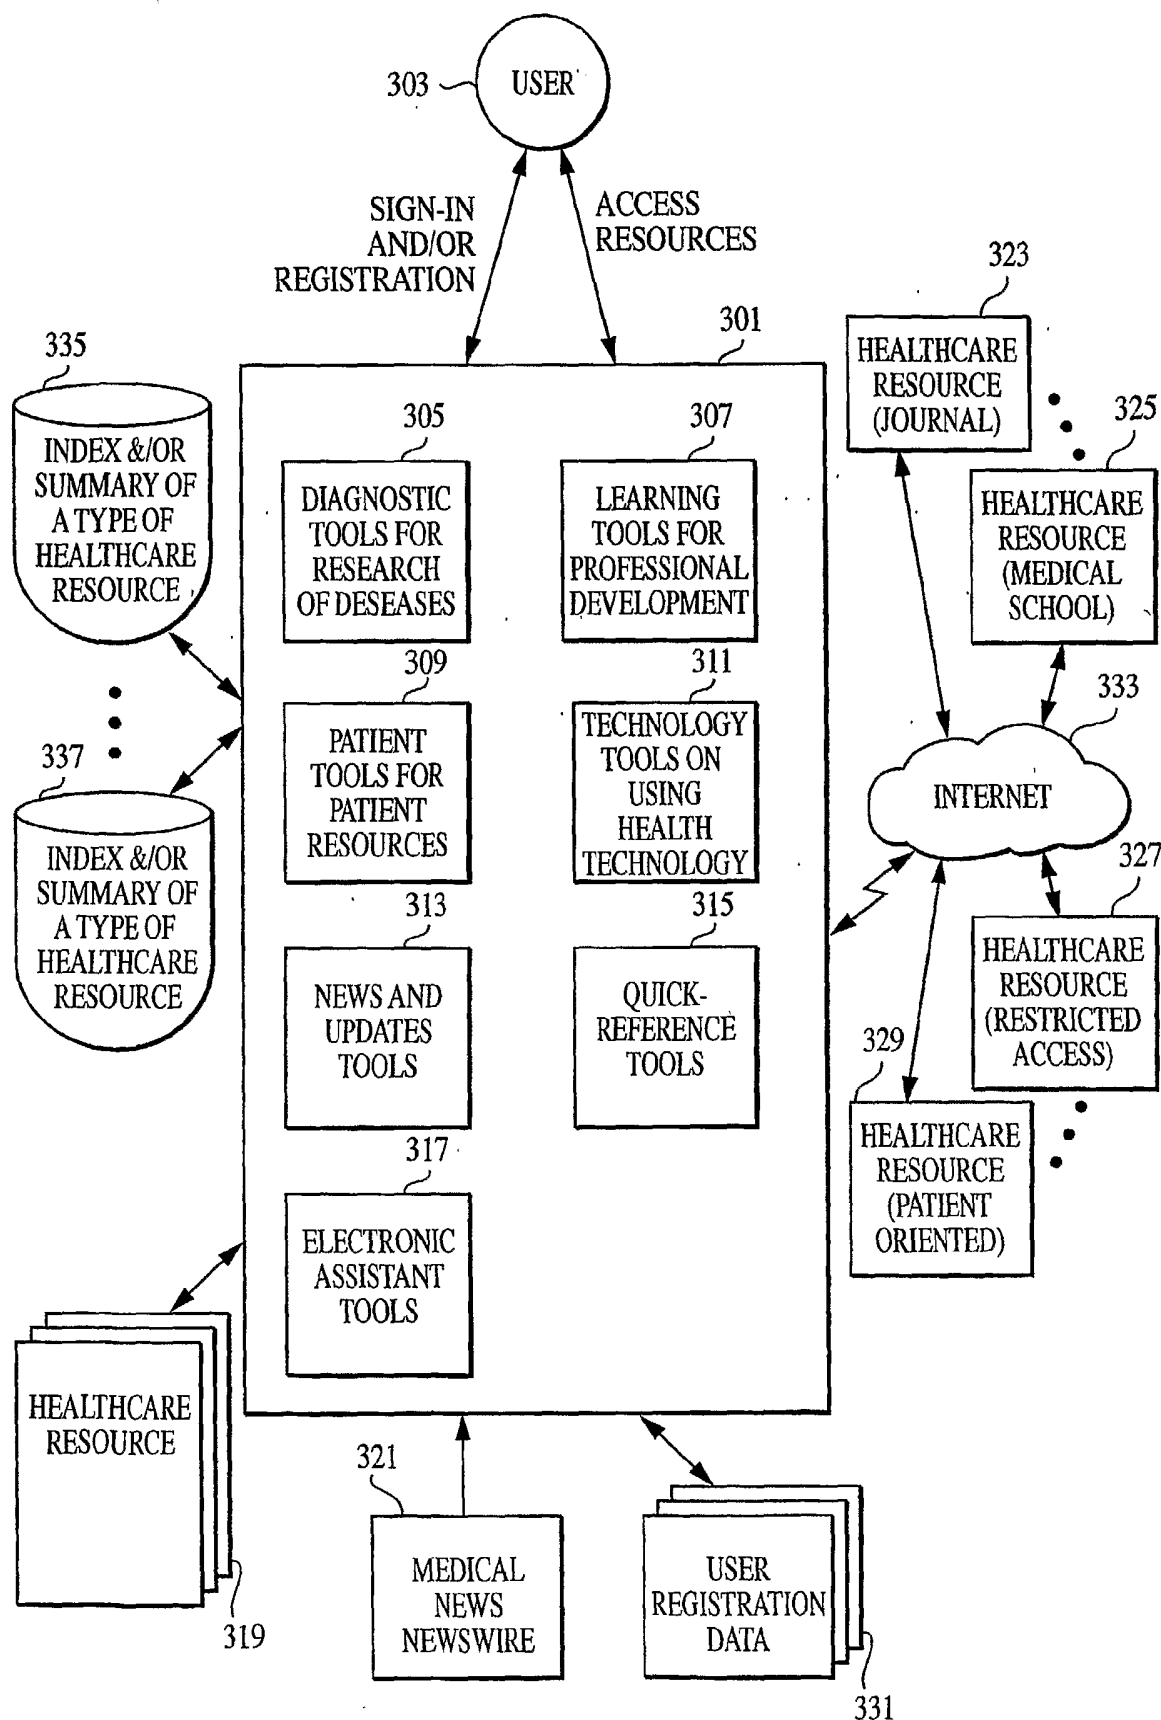 303
USER
SIGN-IN
AND/OR
REGISTRATION
ACCESS
RESOURCES
301
335
INDEX &/OR
SUMMARY OF
A TYPE OF
HEALTHCARE
RESOURCE
337
INDEX &/OR
SUMMARY OF
A TYPE OF
HEALTHCARE
RESOURCE
305
DIAGNOSTIC
TOOLS FOR
RESEARCH
OF DESEASES
307
LEARNING
TOOLS FOR
PROFESSIONAL
DEVELOPMENT
309
PATIENT
TOOLS FOR
PATIENT
RESOURCES
311
TECHNOLOGY
TOOLS ON
USING
HEALTH
TECHNOLOGY
313
NEWS AND
UPDATES
TOOLS
315
QUICK-
REFERENCE
TOOLS
317
ELECTRONIC
ASSISTANT
TOOLS
323
HEALTHCARE
RESOURCE
(JOURNAL)
325
HEALTHCARE
RESOURCE
(MEDICAL
SCHOOL)
333
INTERNET
327
HEALTHCARE
RESOURCE
(RESTRICTED
ACCESS)
329
HEALTHCARE
RESOURCE
(PATIENT
ORIENTED)
HEALTHCARE
RESOURCE
319
321
MEDICAL
NEWS
NEWSWIRE
USER
REGISTRATION
DATA
331